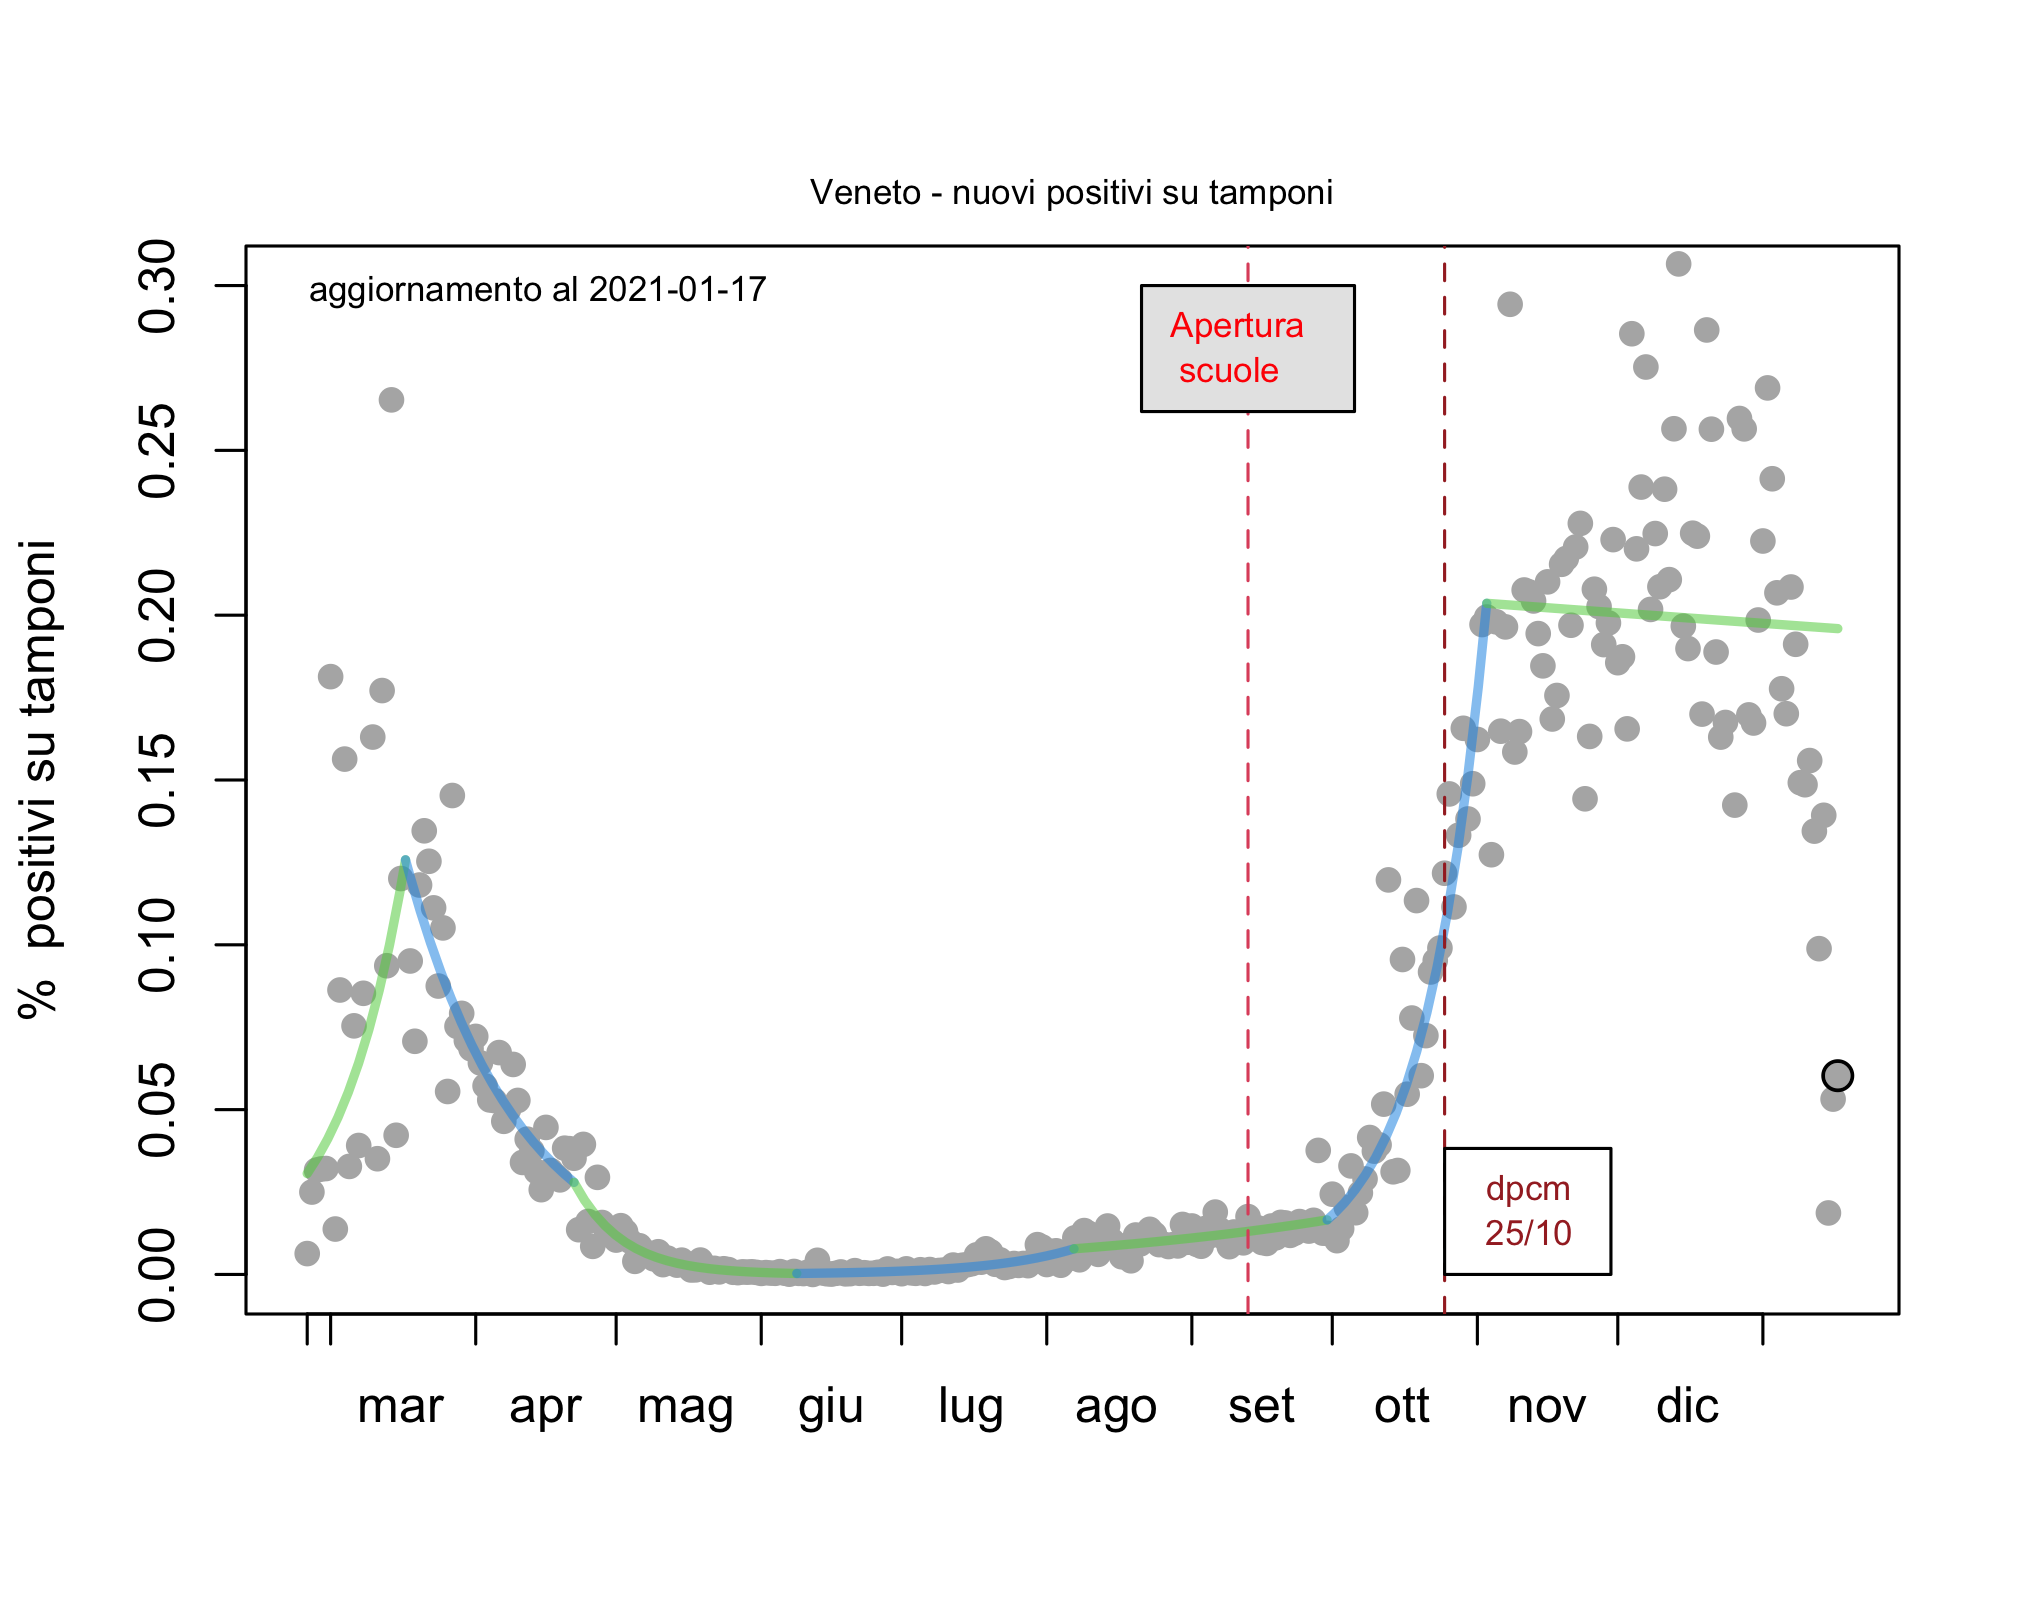 Veneto - nuovi positivi su tamponi
aggiornamento al 2021-01-17
Apertura
scuole
dpcm
25/10
% positivi su tamponi
0.30
0.25
0.20
0.15
0.10
0.05
0.00
mar apr mag giu lug ago set ott nov dic